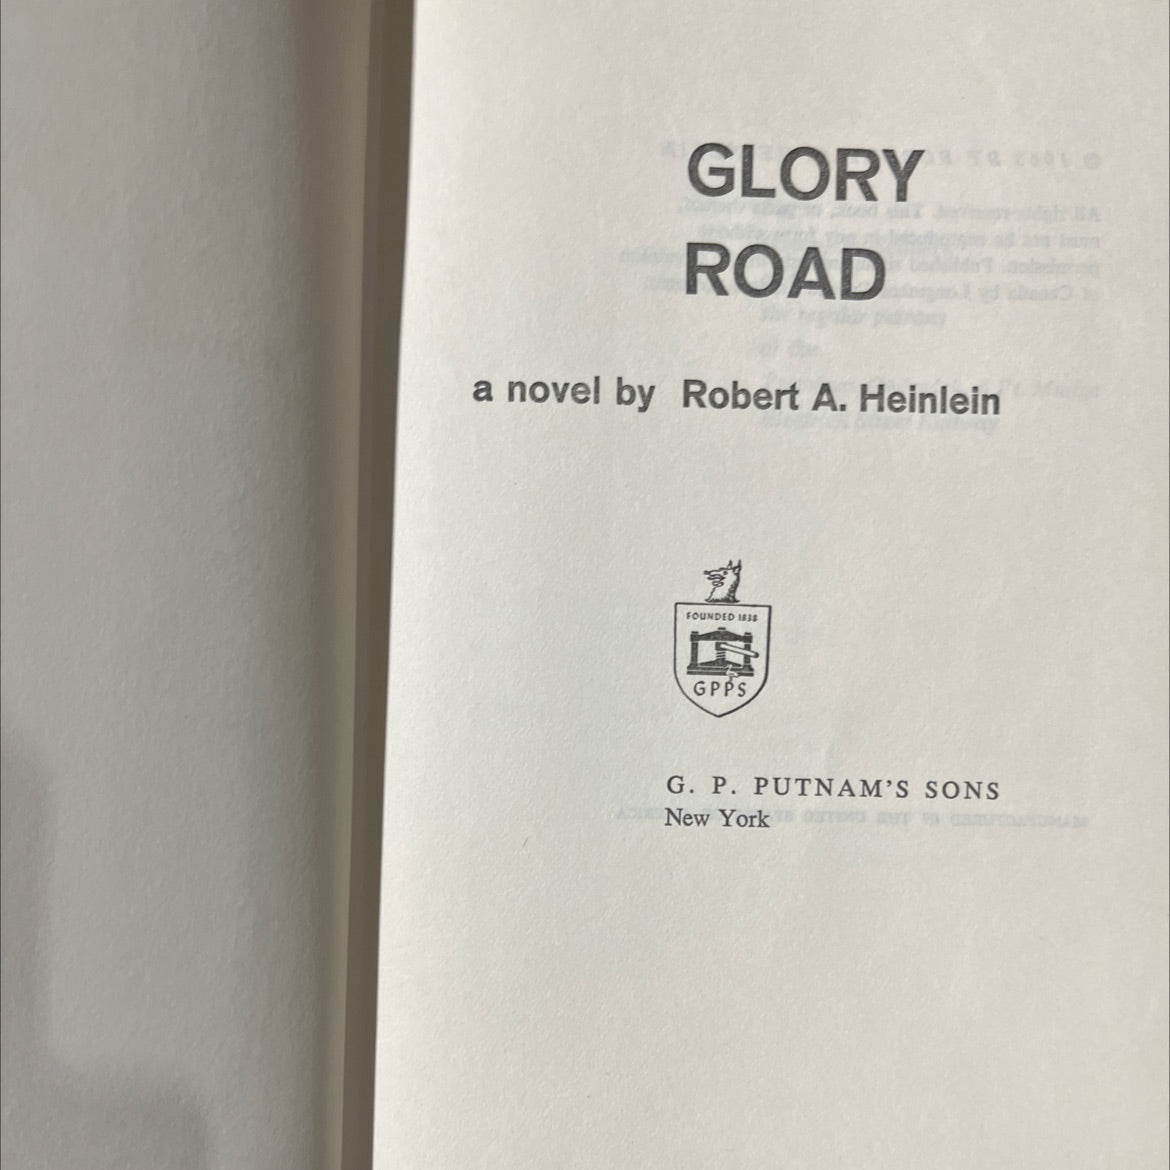 GLORY
ROAD
a novel by Robert A. Heinlein
FOUNDED 1838
GPPS
G. P. PUTNAM'S SONS
New York